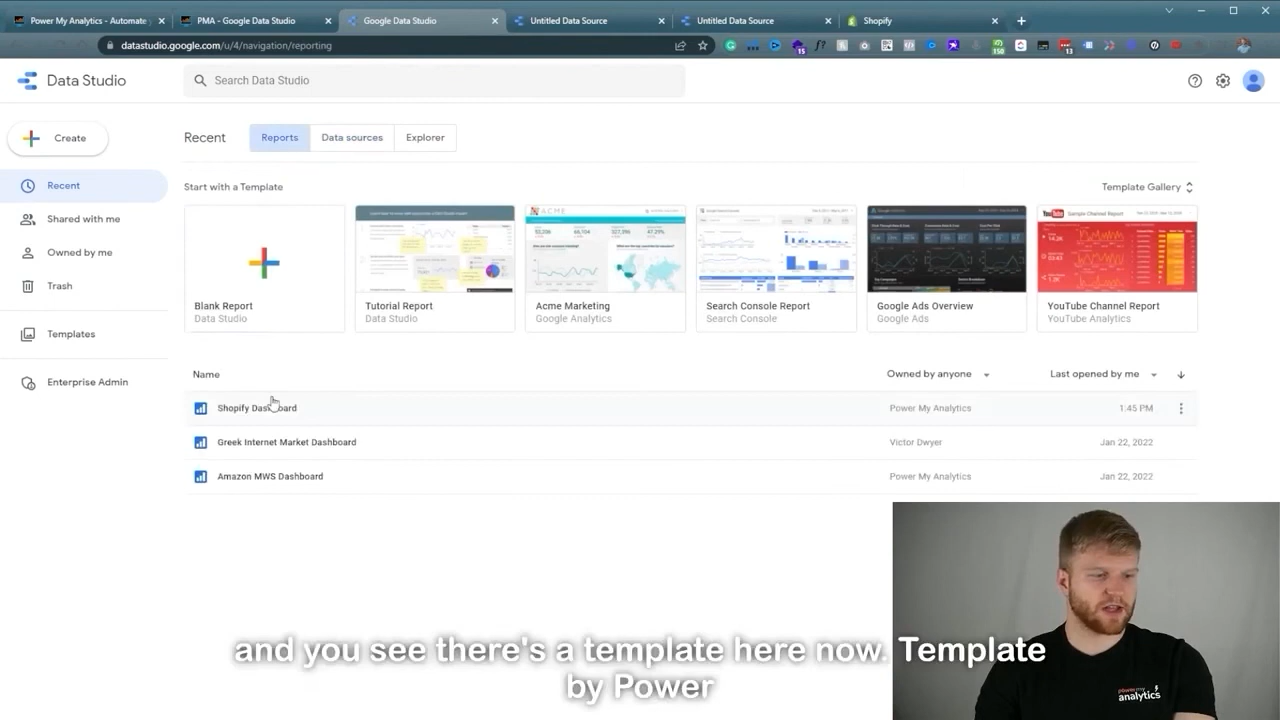 Power My Analytics - Automate y
PMA - Google Data Studio
Google Data Studio
Untitled Data Source
Untitled Data Source
Shopify
datastudio.google.com/u/4/navigation/reporting
Data Studio
Search Data Studio
Create
Recent
Reports
Data sources
Explorer
Recent
Shared with me
Owned by me
Trash
Templates
Enterprise Admin
Start with a Template
Template Gallery
Blank Report
Data Studio
Tutorial Report
Data Studio
Acme Marketing
Google Analytics
Search Console Report
Search Console
Google Ads Overview
Google Ads
YouTube Channel Report
YouTube Analytics
Name
Owned by anyone
Last opened by me
Shopify Dashboard
Power My Analytics
1:45 PM
Greek Internet Market Dashboard
Victor Dwyer
Jan 22, 2022
Amazon MWS Dashboard
Power My Analytics
Jan 22, 2022
power my
analytics
and you see there's a template here now. Template
by Power